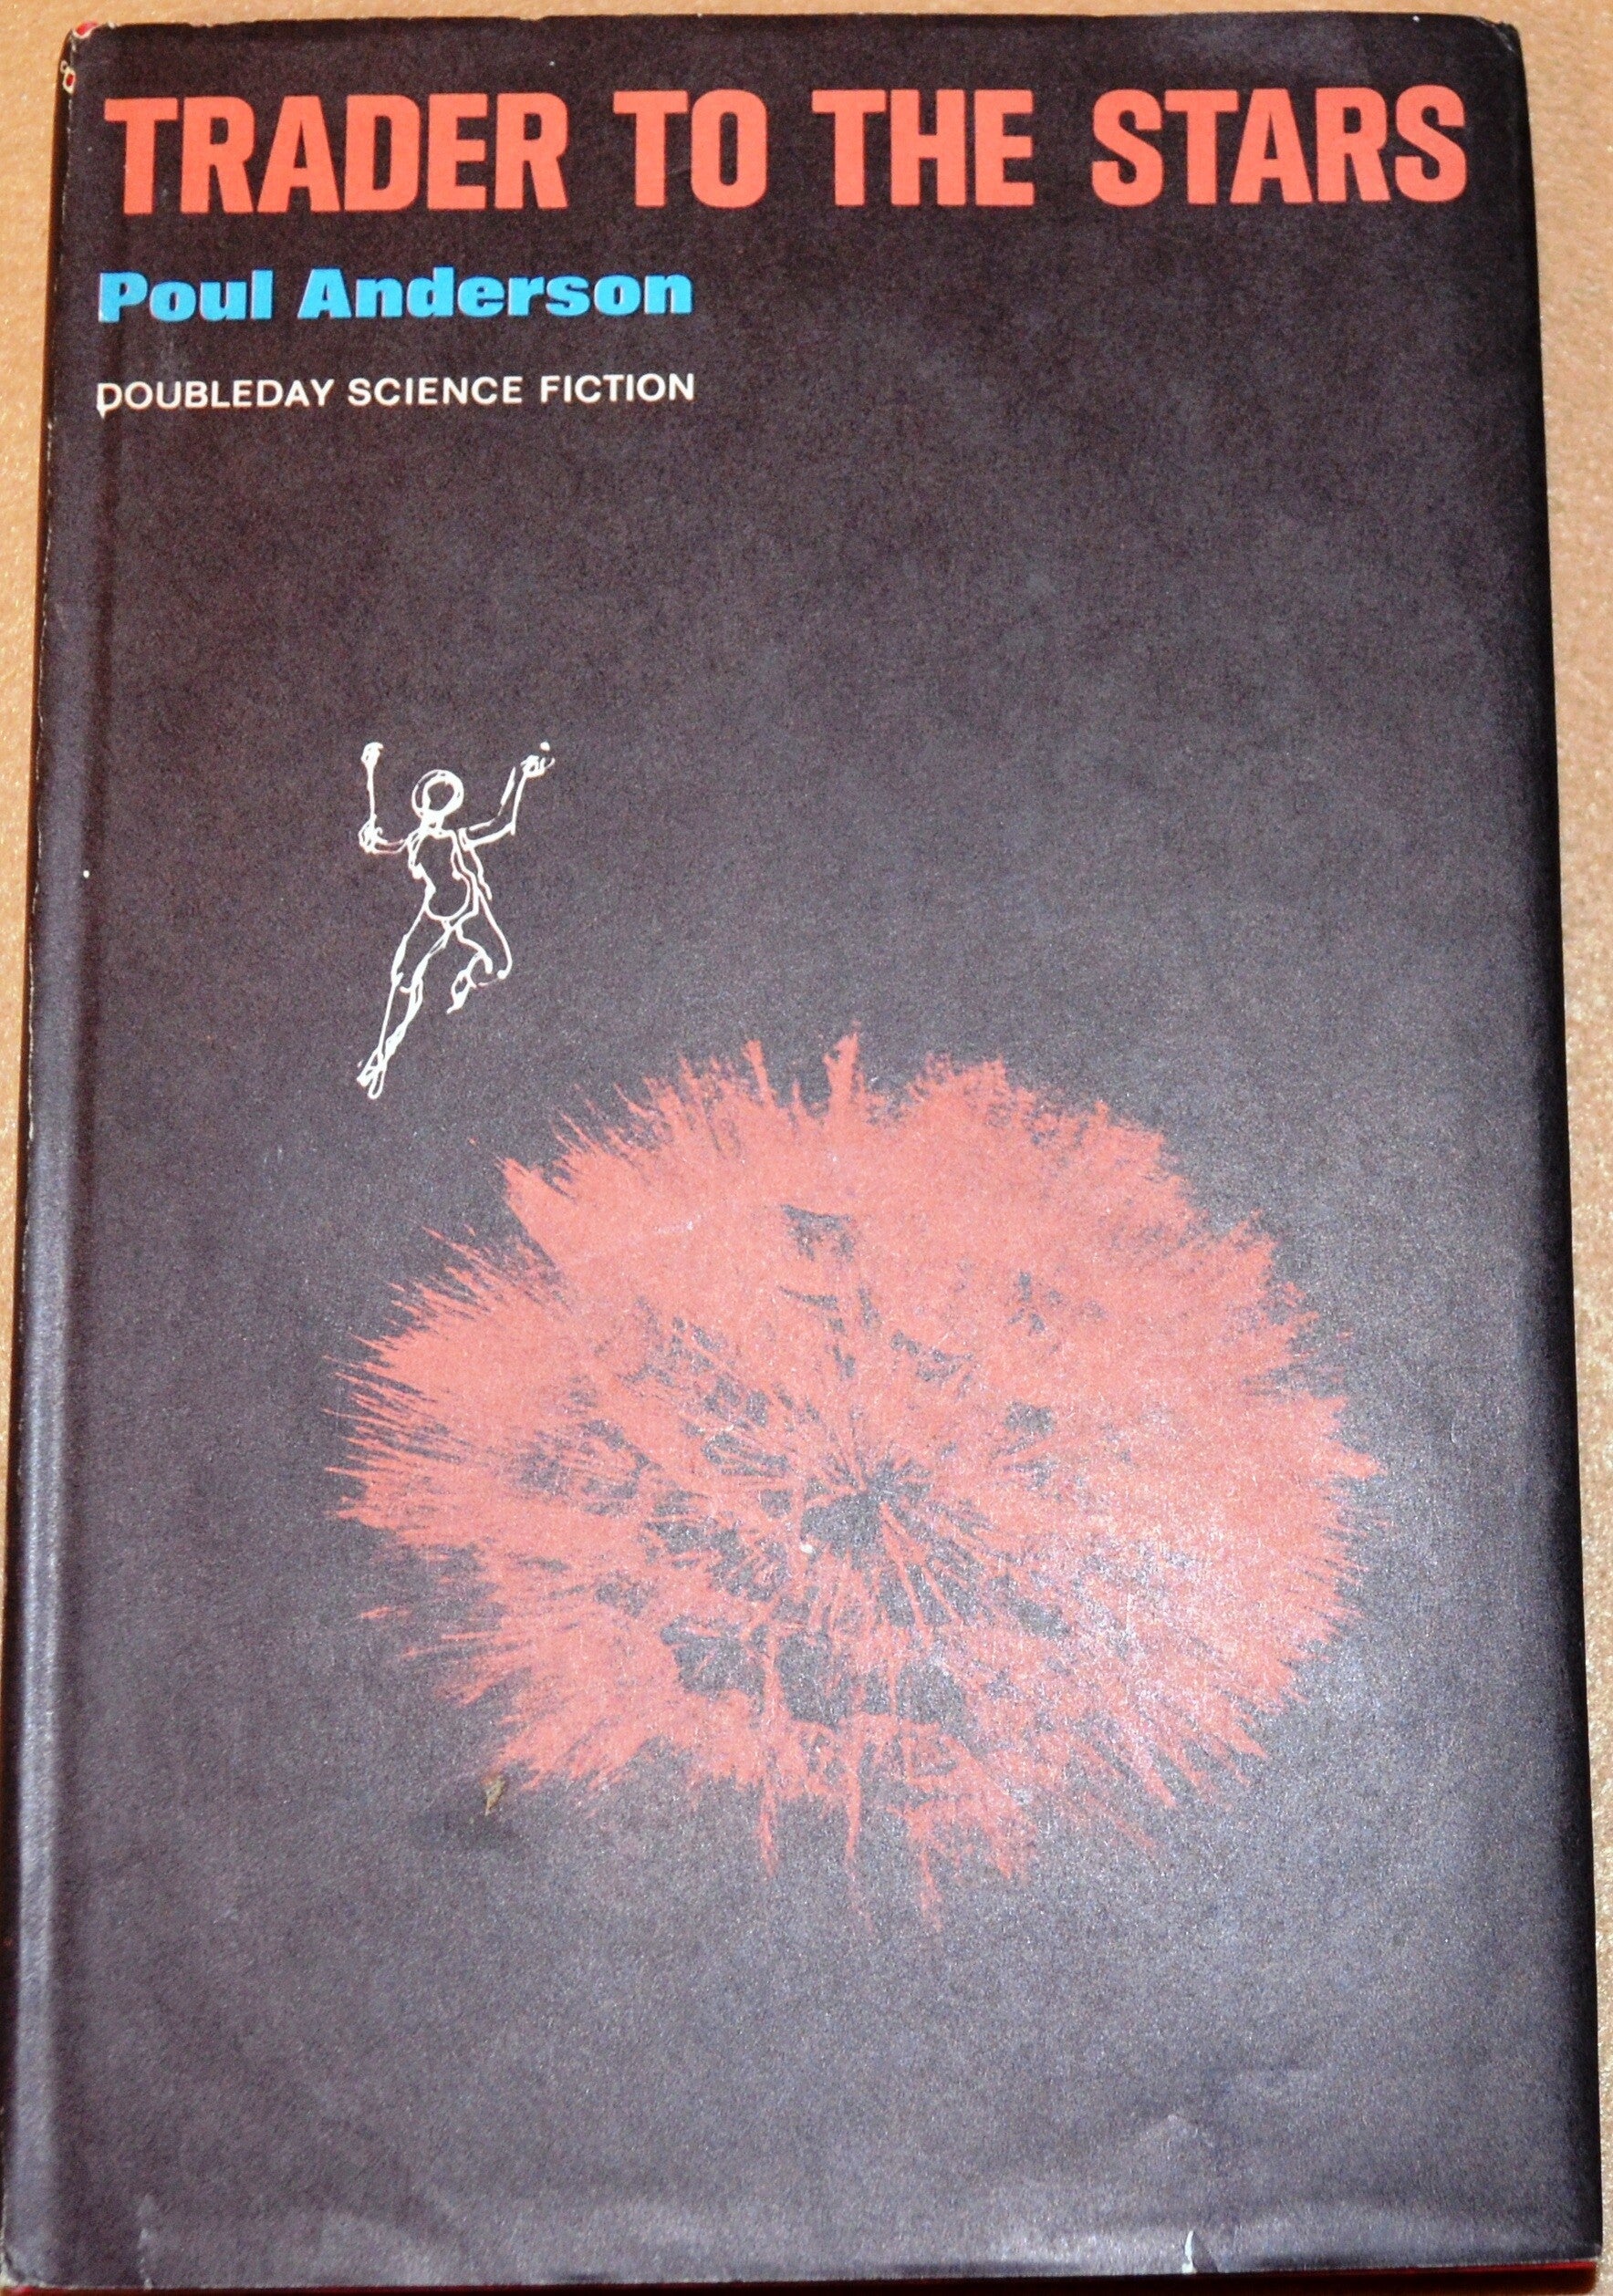 TRADER TO THE STARS
Poul Anderson
DOUBLEDAY SCIENCE FICTION